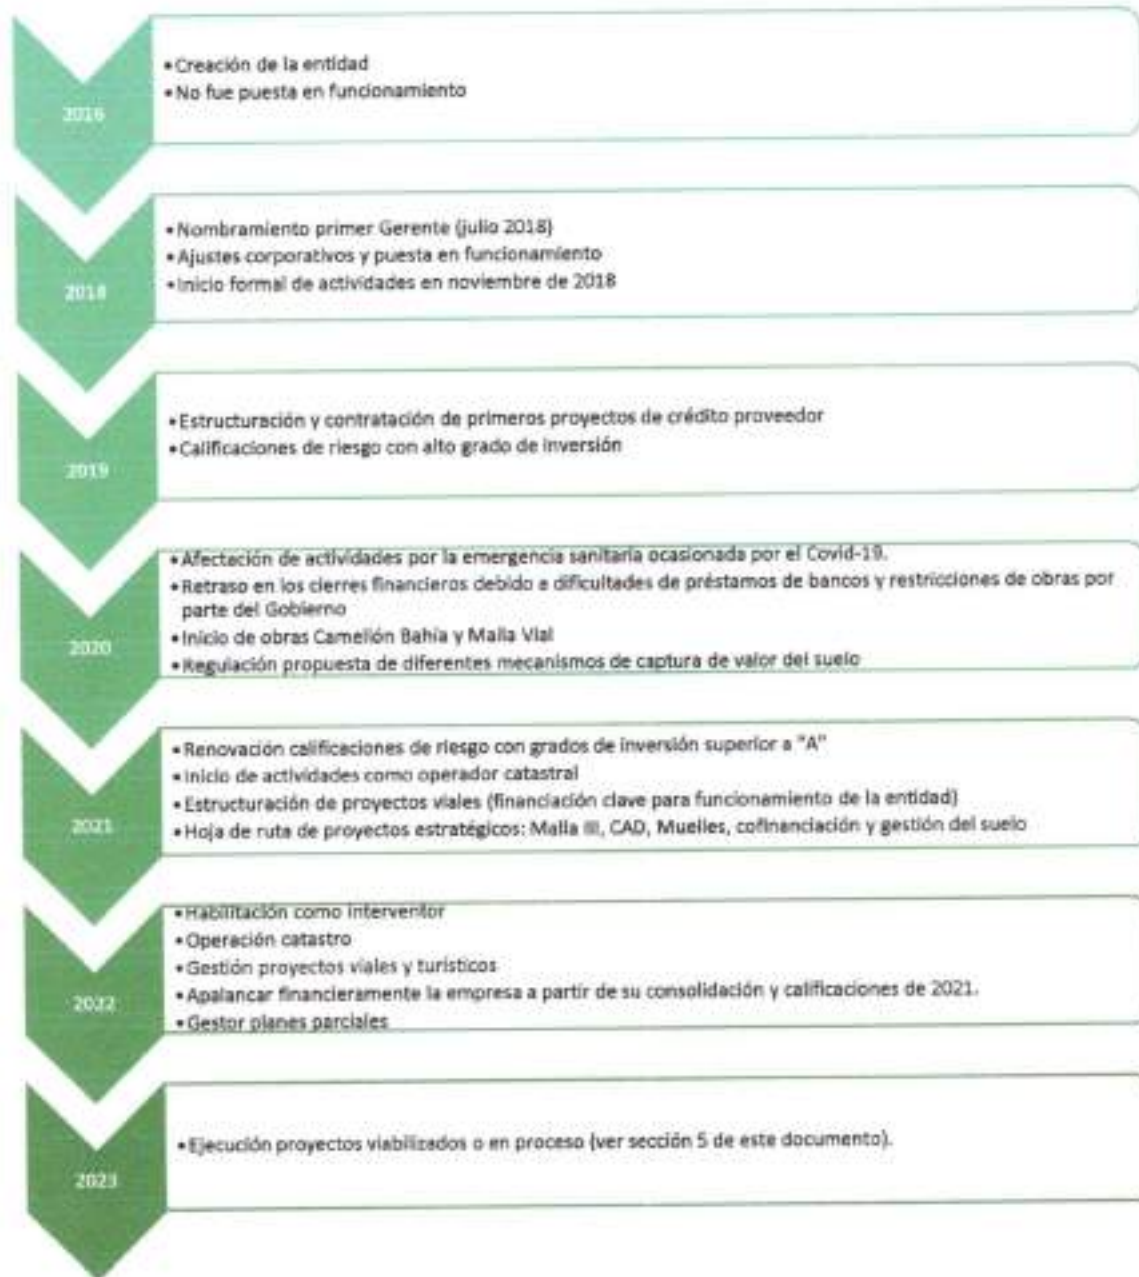 2016
•Creación de la entidad
•No fue puesta en funcionamiento
2018
•Nombramiento primer Gerente (julio 2018)
•Ajustes corporativos y puesta en funcionamiento
•Inicio formal de actividades en noviembre de 2018
2019
•Estructuración y contratación de primeros proyectos de crédito proveedor
•Calificaciones de riesgo con alto grado de inversión
2020
•Afectación de actividades por la emergencia sanitaria ocasionada por el Covid-19.
•Retraso en los cierres financieros debido a dificultades de préstamos de bancos y restricciones de obras por
parte del Gobierno
•Inicio de obras Camellón Bahía y Malla Vial
•Regulación propuesta de diferentes mecanismos de captura de valor del suelo
2021
•Renovación calificaciones de riesgo con grados de inversión superior a "A"
•Inicio de actividades como operador catastral
•Estructuración de proyectos viales (financiación clave para funcionamiento de la entidad)
•Hoja de ruta de proyectos estratégicos: Malla III, CAD, Muelles, cofinanciación y gestión del suelo
2022
•Habilitación como interventor
•Operación catastro
•Gestión proyectos viales y turísticos
•Apalancar financieramente la empresa a partir de su consolidación y calificaciones de 2021.
•Gestor planes parciales
2023
•Ejecución proyectos viabilizados o en proceso (ver sección 5 de este documento).